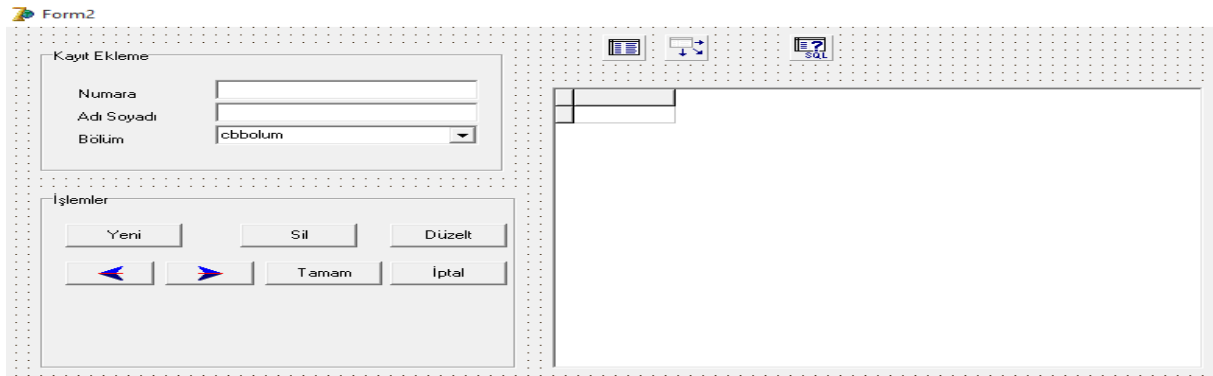 Form2
Kayıt Ekleme
Numara
Adı Soyadı
Bölüm
cbbolum
İşlemler
Yeni
Sil
Düzelt
Tamam
İptal
SQL